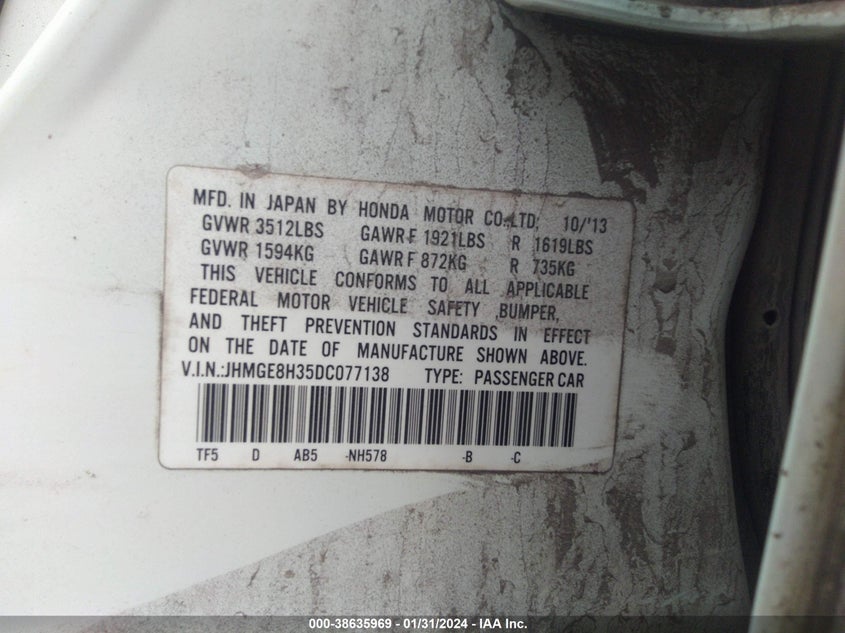 MFD. IN JAPAN BY HONDA MOTOR CO.,LTD; 10/'13
GVWR 3512LBS GAWR F 1921LBS R 1619LBS
GVWR 1594KG GAWR F 872KG R 735KG
THIS VEHICLE CONFORMS TO ALL APPLICABLE
FEDERAL MOTOR VEHICLE SAFETY BUMPER,
AND THEFT PREVENTION STANDARDS IN EFFECT
ON THE DATE OF MANUFACTURE SHOWN ABOVE.
V.I.N.:JHMGE8H35DC077138 TYPE: PASSENGER CAR
TF5 D AB5 -NH578 -B -C
000-38635969 - 01/31/2024 - IAA Inc.